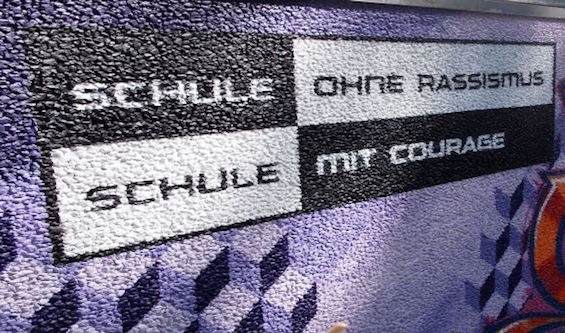 SCHULE OHNE RASSISMUS
SCHULE MIT COURAGE